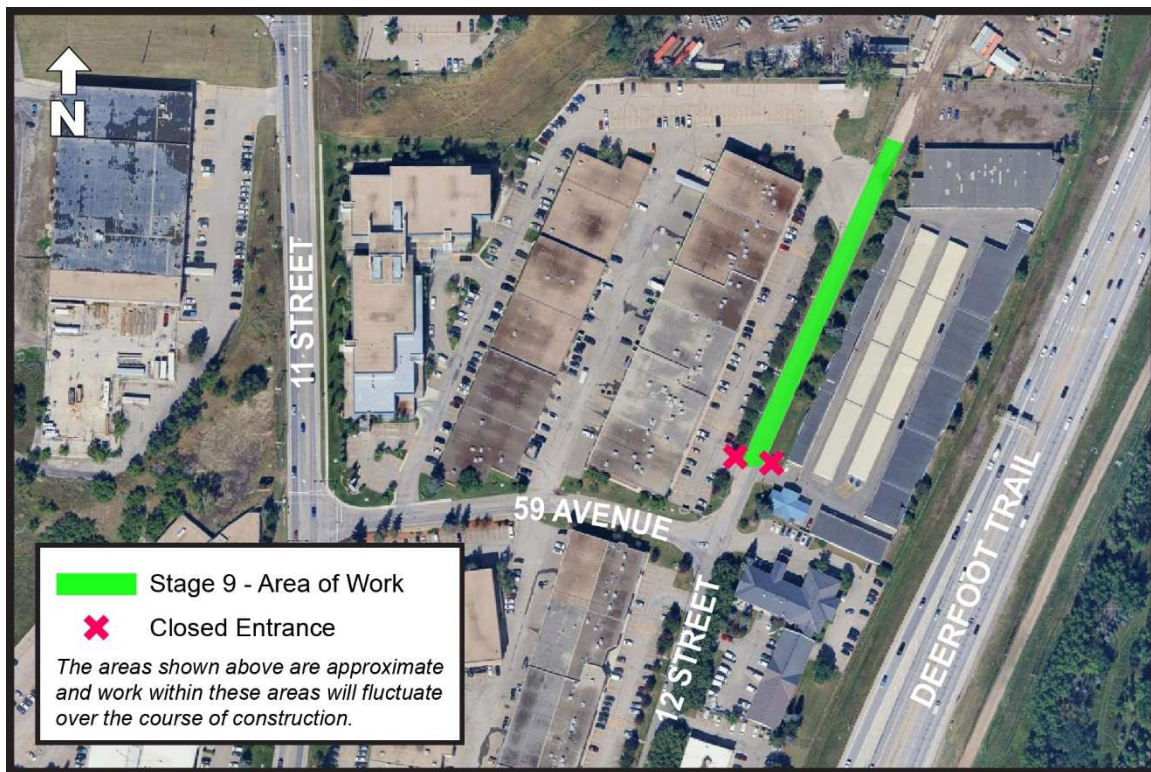 N
11 STREET
59 AVENUE
12 STREET
DEERFOOT TRAIL
Stage 9 - Area of Work
Closed Entrance
The areas shown above are approximate
and work within these areas will fluctuate
over the course of construction.